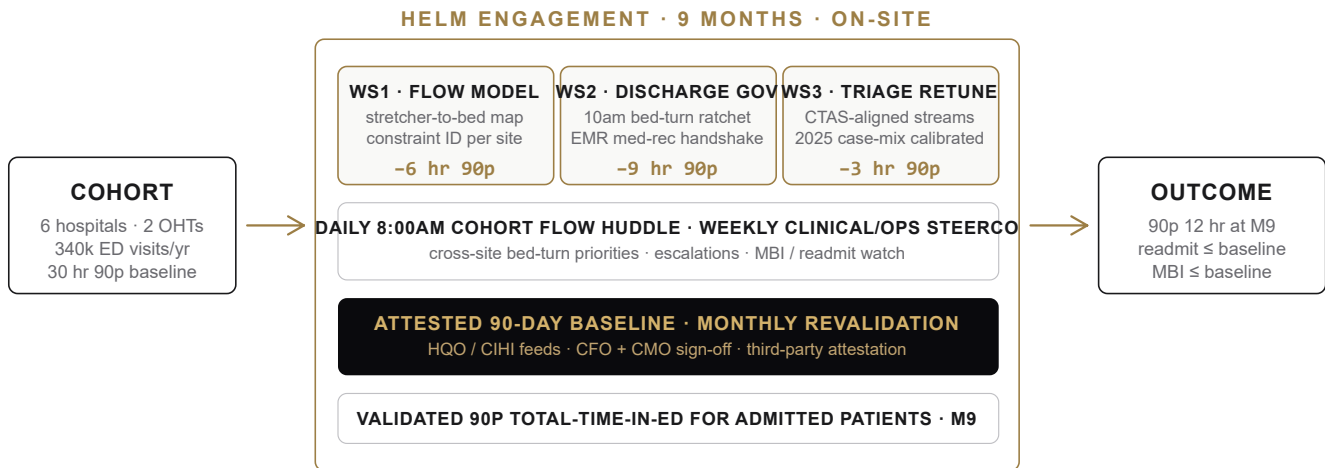 HELM ENGAGEMENT · 9 MONTHS · ON-SITE
COHORT
6 hospitals · 2 OHTs
340k ED visits/yr
30 hr 90p baseline
WS1 · FLOW MODEL
stretcher-to-bed map
constraint ID per site
−6 hr 90p
WS2 · DISCHARGE GOV
10am bed-turn ratchet
EMR med-rec handshake
−9 hr 90p
WS3 · TRIAGE RETUNE
CTAS-aligned streams
2025 case-mix calibrated
−3 hr 90p
DAILY 8:00AM COHORT FLOW HUDDLE · WEEKLY CLINICAL/OPS STEERCO
cross-site bed-turn priorities · escalations · MBI / readmit watch
ATTESTED 90-DAY BASELINE · MONTHLY REVALIDATION
HQO / CIHI feeds · CFO + CMO sign-off · third-party attestation
VALIDATED 90P TOTAL-TIME-IN-ED FOR ADMITTED PATIENTS · M9
OUTCOME
90p 12 hr at M9
readmit ≤ baseline
MBI ≤ baseline